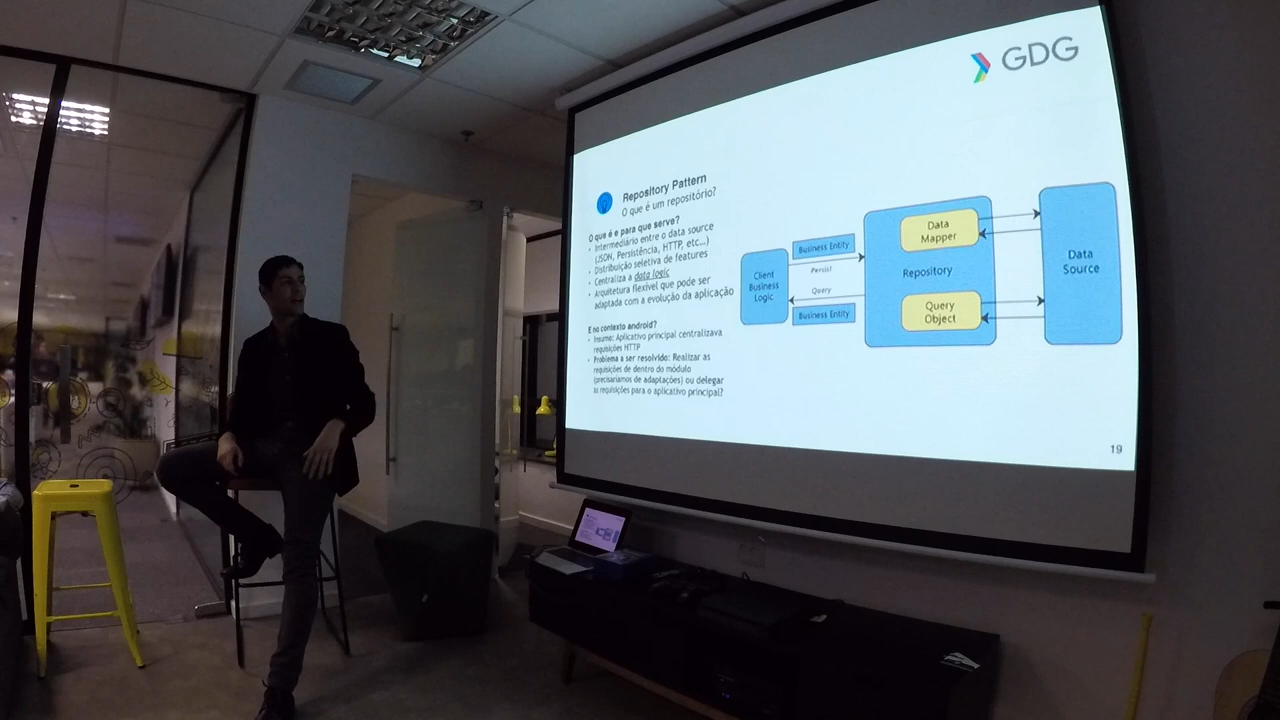 GDG
Repository Pattern
O que é um repositório?
O que é e para que serve?
• Intermediário entre o data source
(JSON, Persistência, HTTP, etc...)
• Distribuição seletiva de features
• Centraliza a data logic
• Arquitetura flexível que pode ser
adaptada com a evolução da aplicação
E no contexto android?
• Insumo: Aplicativo principal centralizava
requisições HTTP
• Problema a ser resolvido: Realizar as
requisições de dentro do módulo
(precisaríamos de adaptações) ou delegar
as requisições para o aplicativo principal?
Client
Business
Logic
Business Entity
Persist
Query
Business Entity
Data
Mapper
Repository
Query
Object
Data
Source
19